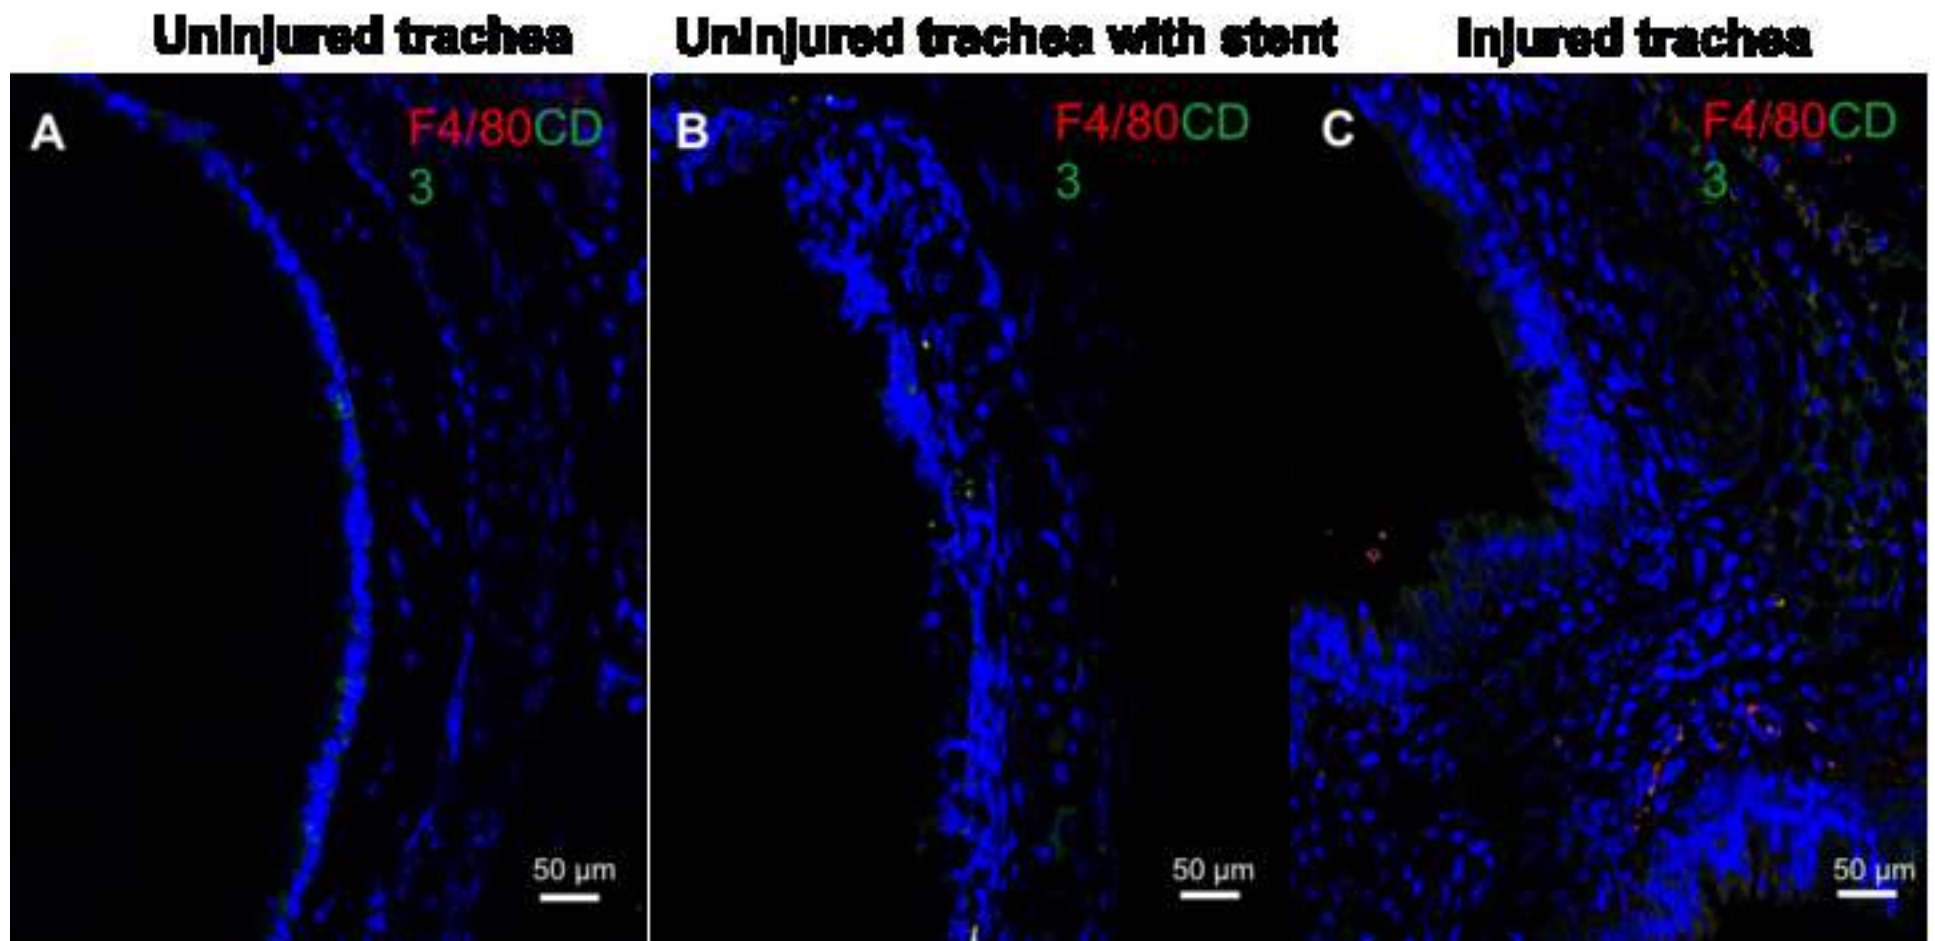 Uninjured trachea
Uninjured trachea with stent
Injured trachea
A
F4/80CD
3
B
F4/80CD
3
C
F4/80CD
3
50 µm
50 µm
50 µm